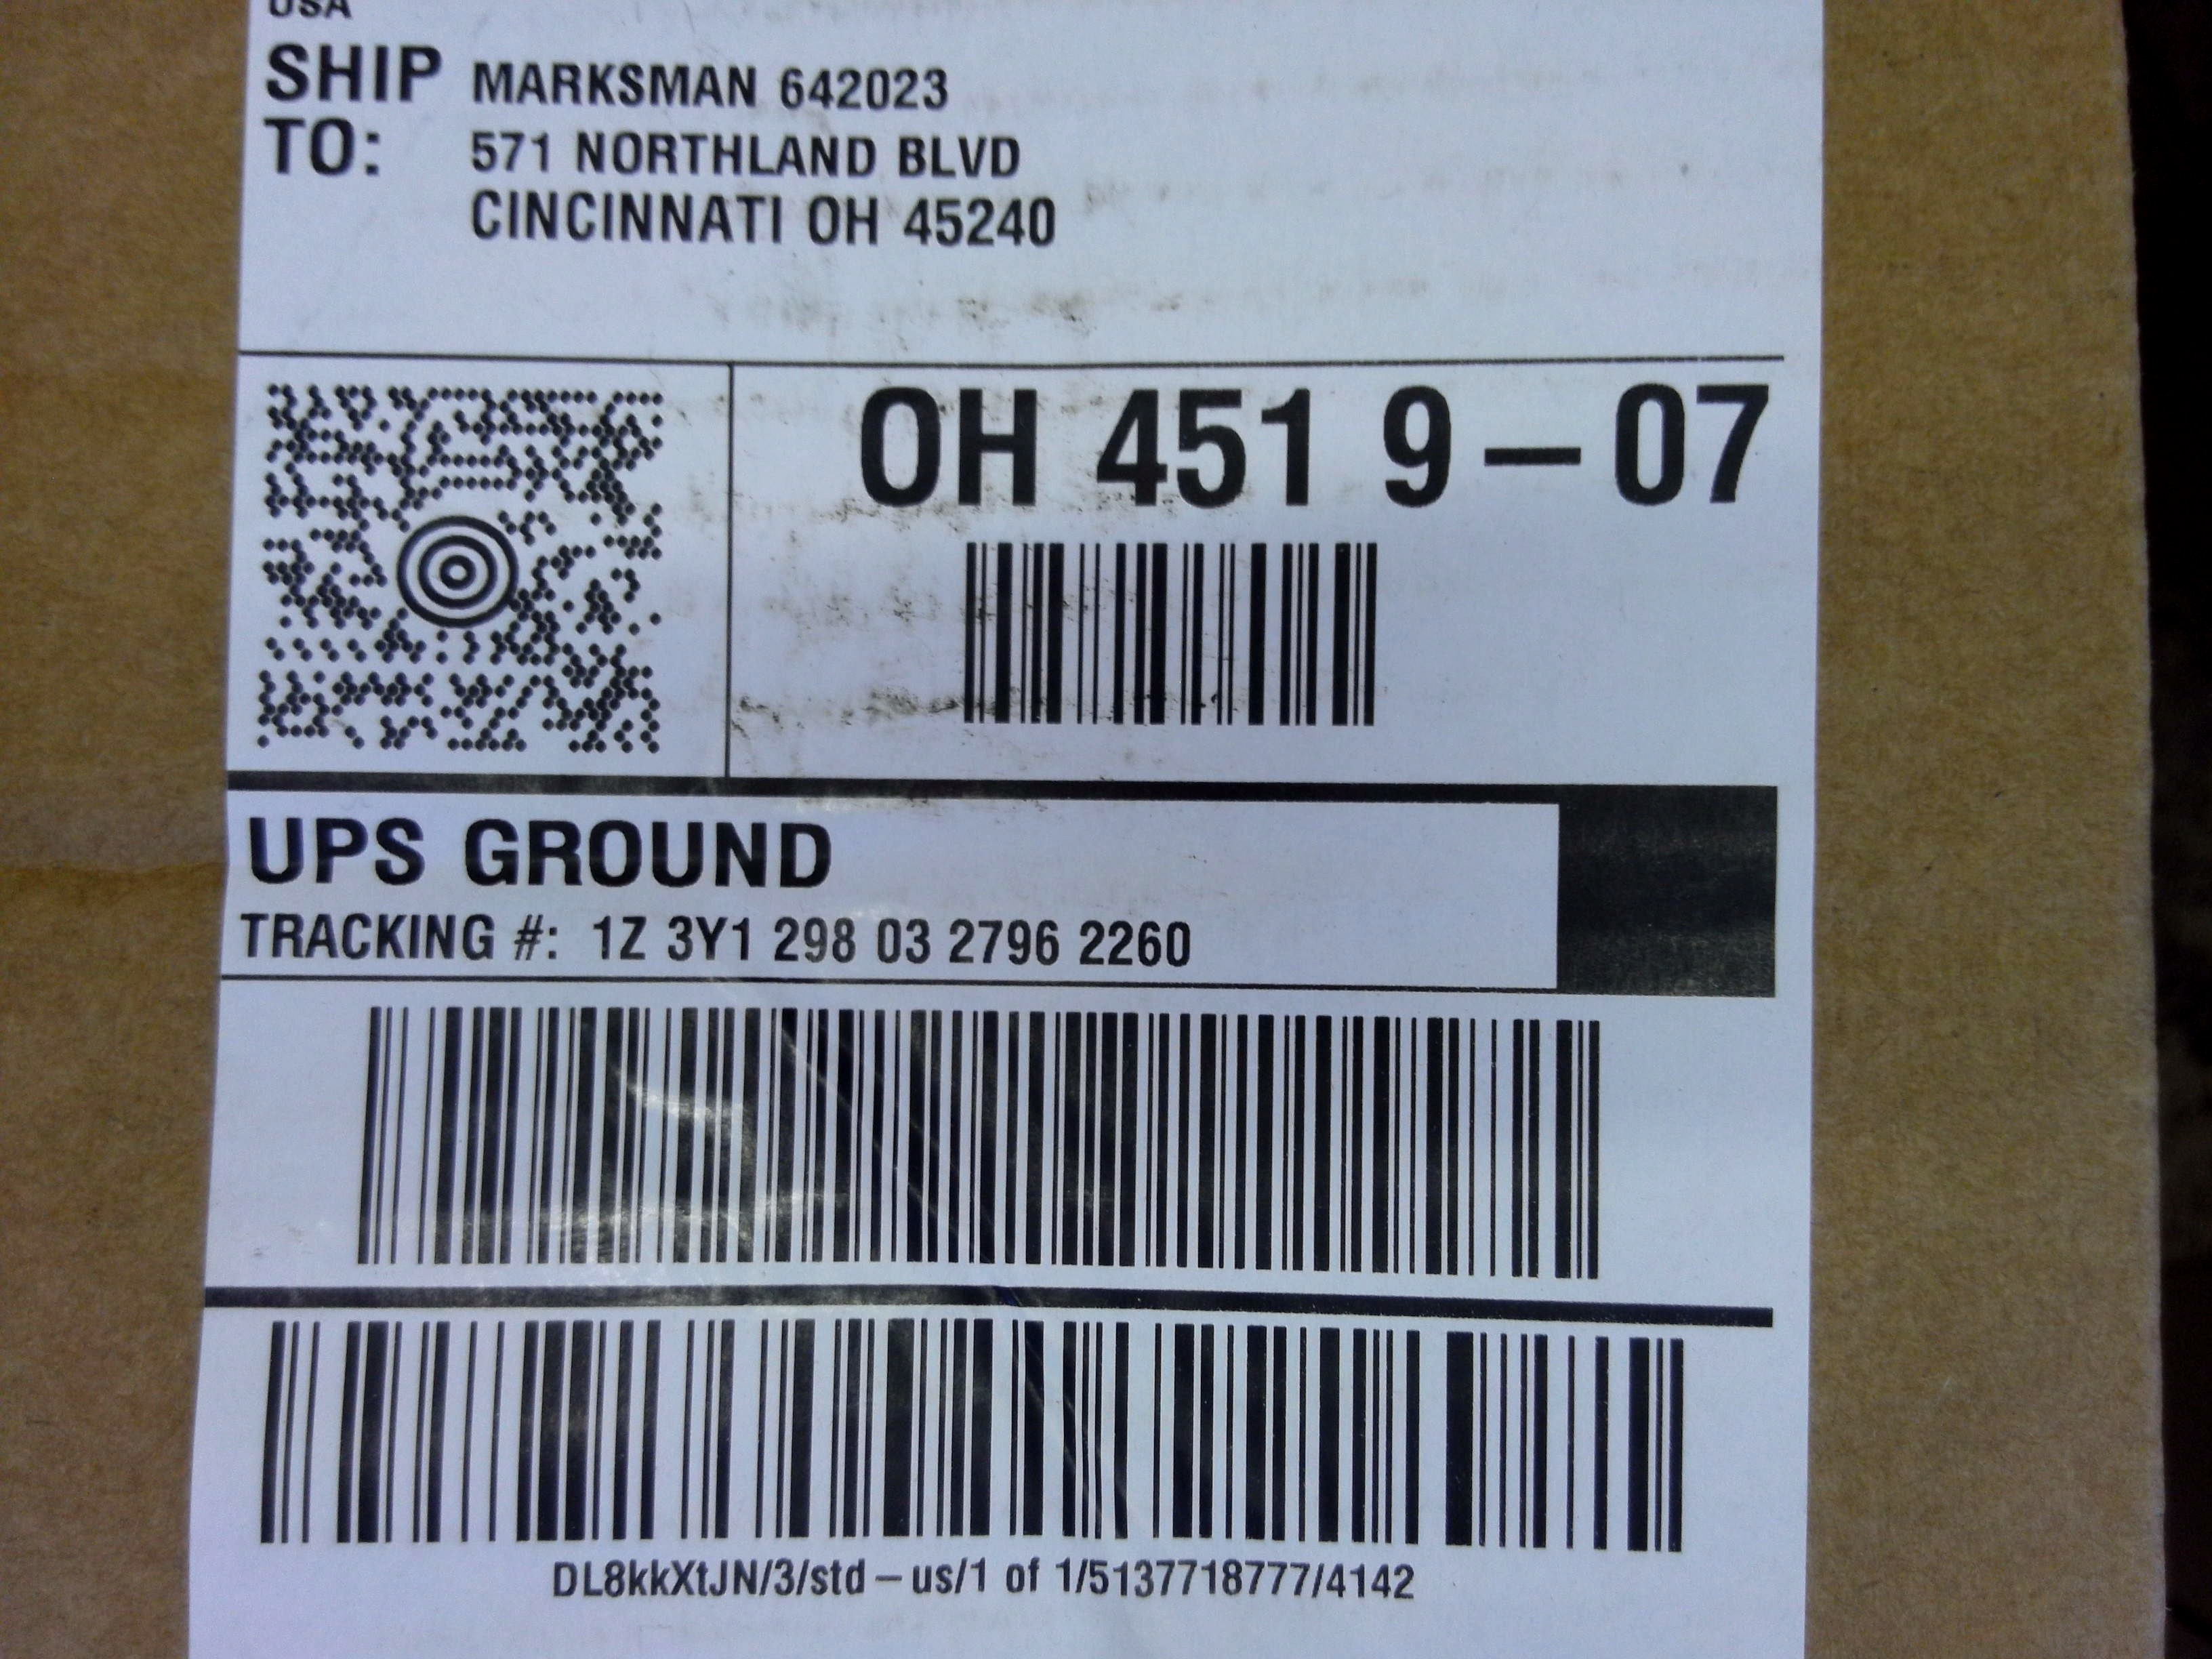 USA
SHIP TO: MARKSMAN 642023
571 NORTHLAND BLVD
CINCINNATI OH 45240
OH 451 9-07
UPS GROUND
TRACKING #: 1Z 3Y1 298 03 2796 2260
DL8kkXtJN/3/std-us/1 of 1/5137718777/4142